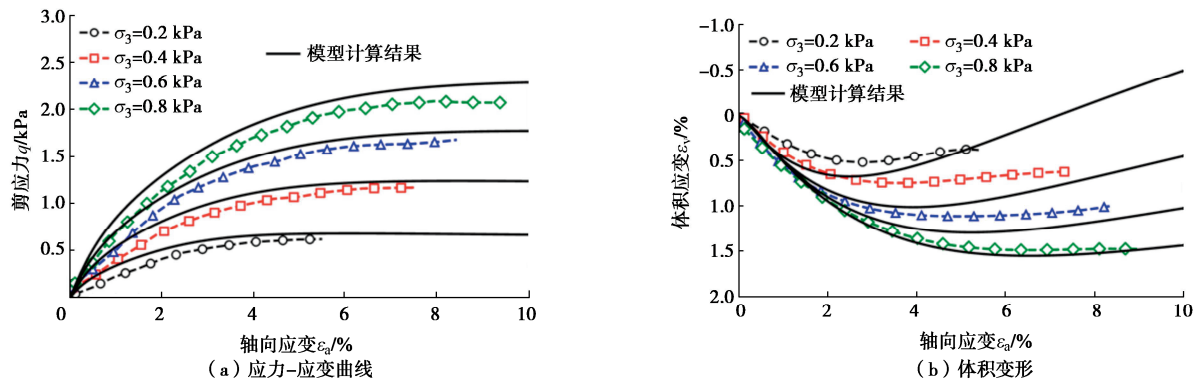 3.0
2.5
2.0
1.5
1.0
0.5
0 2 4 6 8 10
剪应力q/kPa
轴向应变εa/%
σ3=0.2 kPa
σ3=0.4 kPa
σ3=0.6 kPa
σ3=0.8 kPa
模型计算结果
(a)应力-应变曲线
-1.0
-0.5
0
0.5
1.0
1.5
2.0
0 2 4 6 8 10
体积应变εv/%
轴向应变εa/%
σ3=0.2 kPa σ3=0.4 kPa
σ3=0.6 kPa σ3=0.8 kPa
模型计算结果
(b)体积变形